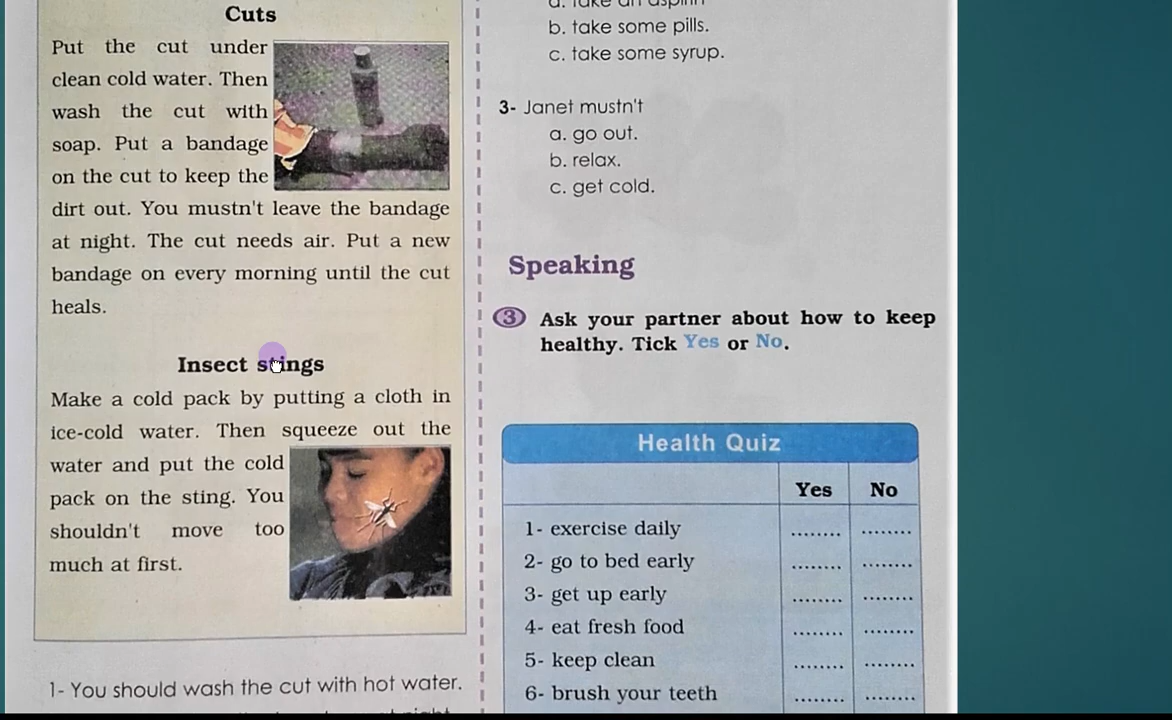 Cuts
Put the cut under
clean cold water. Then
wash the cut with
soap. Put a bandage
on the cut to keep the
dirt out. You mustn't leave the bandage
at night. The cut needs air. Put a new
bandage on every morning until the cut
heals.
Insect stings
Make a cold pack by putting a cloth in
ice-cold water. Then squeeze out the
water and put the cold
pack on the sting. You
shouldn't move too
much at first.
1- You should wash the cut with hot water.
a. take an aspirin
b. take some pills.
c. take some syrup.
3- Janet mustn't
a. go out.
b. relax.
c. get cold.
Speaking
3 Ask your partner about how to keep
healthy. Tick Yes or No.
Health Quiz
Yes No
1- exercise daily ........ ........
2- go to bed early ........ ........
3- get up early ........ ........
4- eat fresh food ........ ........
5- keep clean ........ ........
6- brush your teeth ........ ........